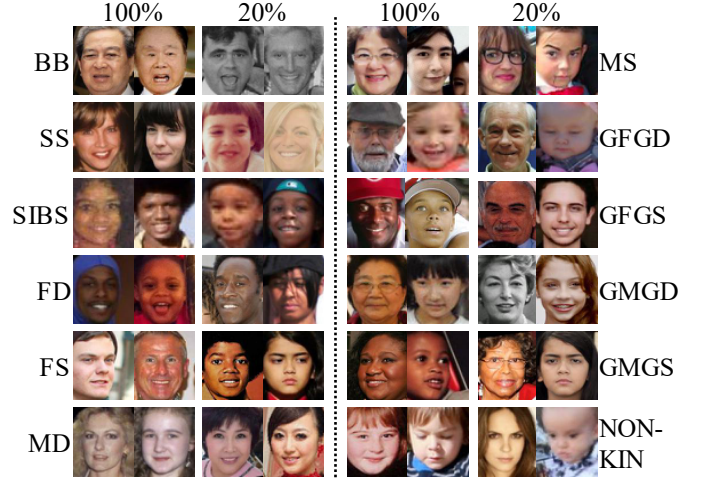 100% 20% 100% 20%
BB MS
SS GFGD
SIBS GFGS
FD GMGD
FS GMGS
MD NON-
KIN